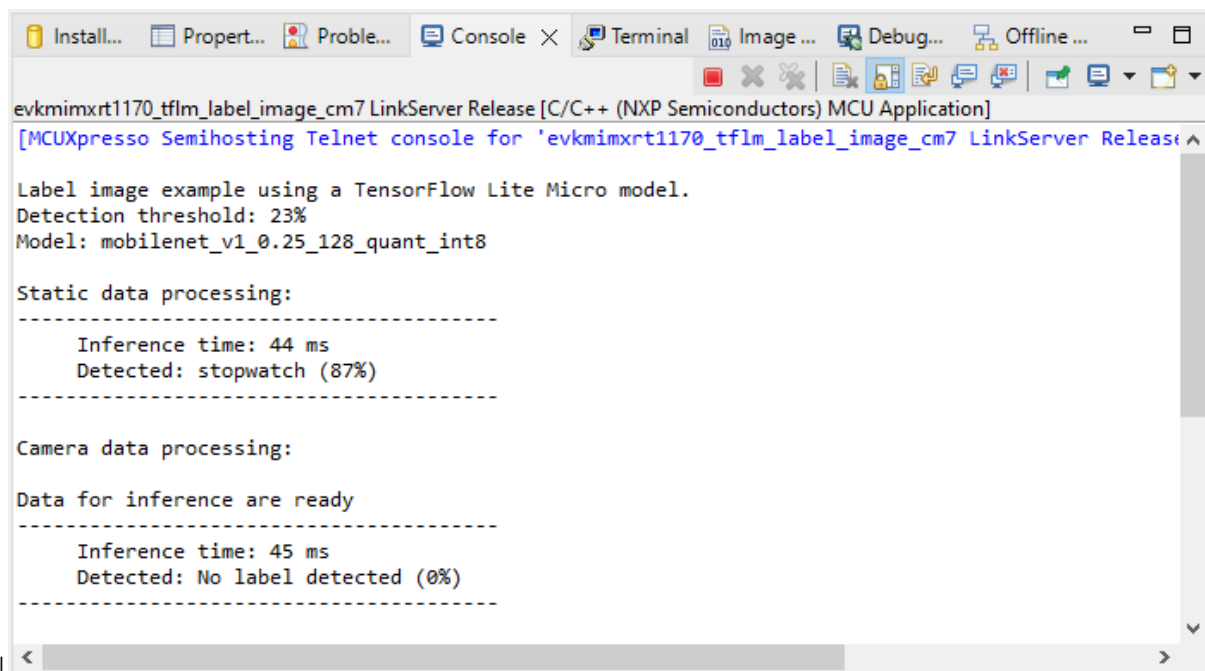 Install... Propert... Proble... Console Terminal Image ... Debug... Offline ...
evkmimxrt1170_tflm_label_image_cm7 LinkServer Release [C/C++ (NXP Semiconductors) MCU Application]
[MCUXpresso Semihosting Telnet console for 'evkmimxrt1170_tflm_label_image_cm7 LinkServer Release
Label image example using a TensorFlow Lite Micro model.
Detection threshold: 23%
Model: mobilenet_v1_0.25_128_quant_int8
Static data processing:
----------------------------------------
Inference time: 44 ms
Detected: stopwatch (87%)
----------------------------------------
Camera data processing:
Data for inference are ready
----------------------------------------
Inference time: 45 ms
Detected: No label detected (0%)
----------------------------------------